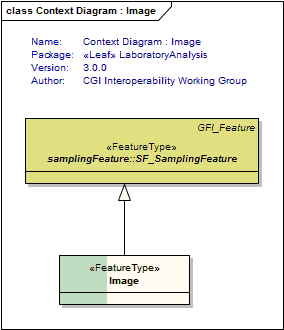 class Context Diagram : Image
Name: Context Diagram : Image
Package: «Leaf» LaboratoryAnalysis
Version: 3.0.0
Author: CGI Interoperability Working Group
GFI_Feature
«FeatureType»
samplingFeature::SF_SamplingFeature
«FeatureType»
Image